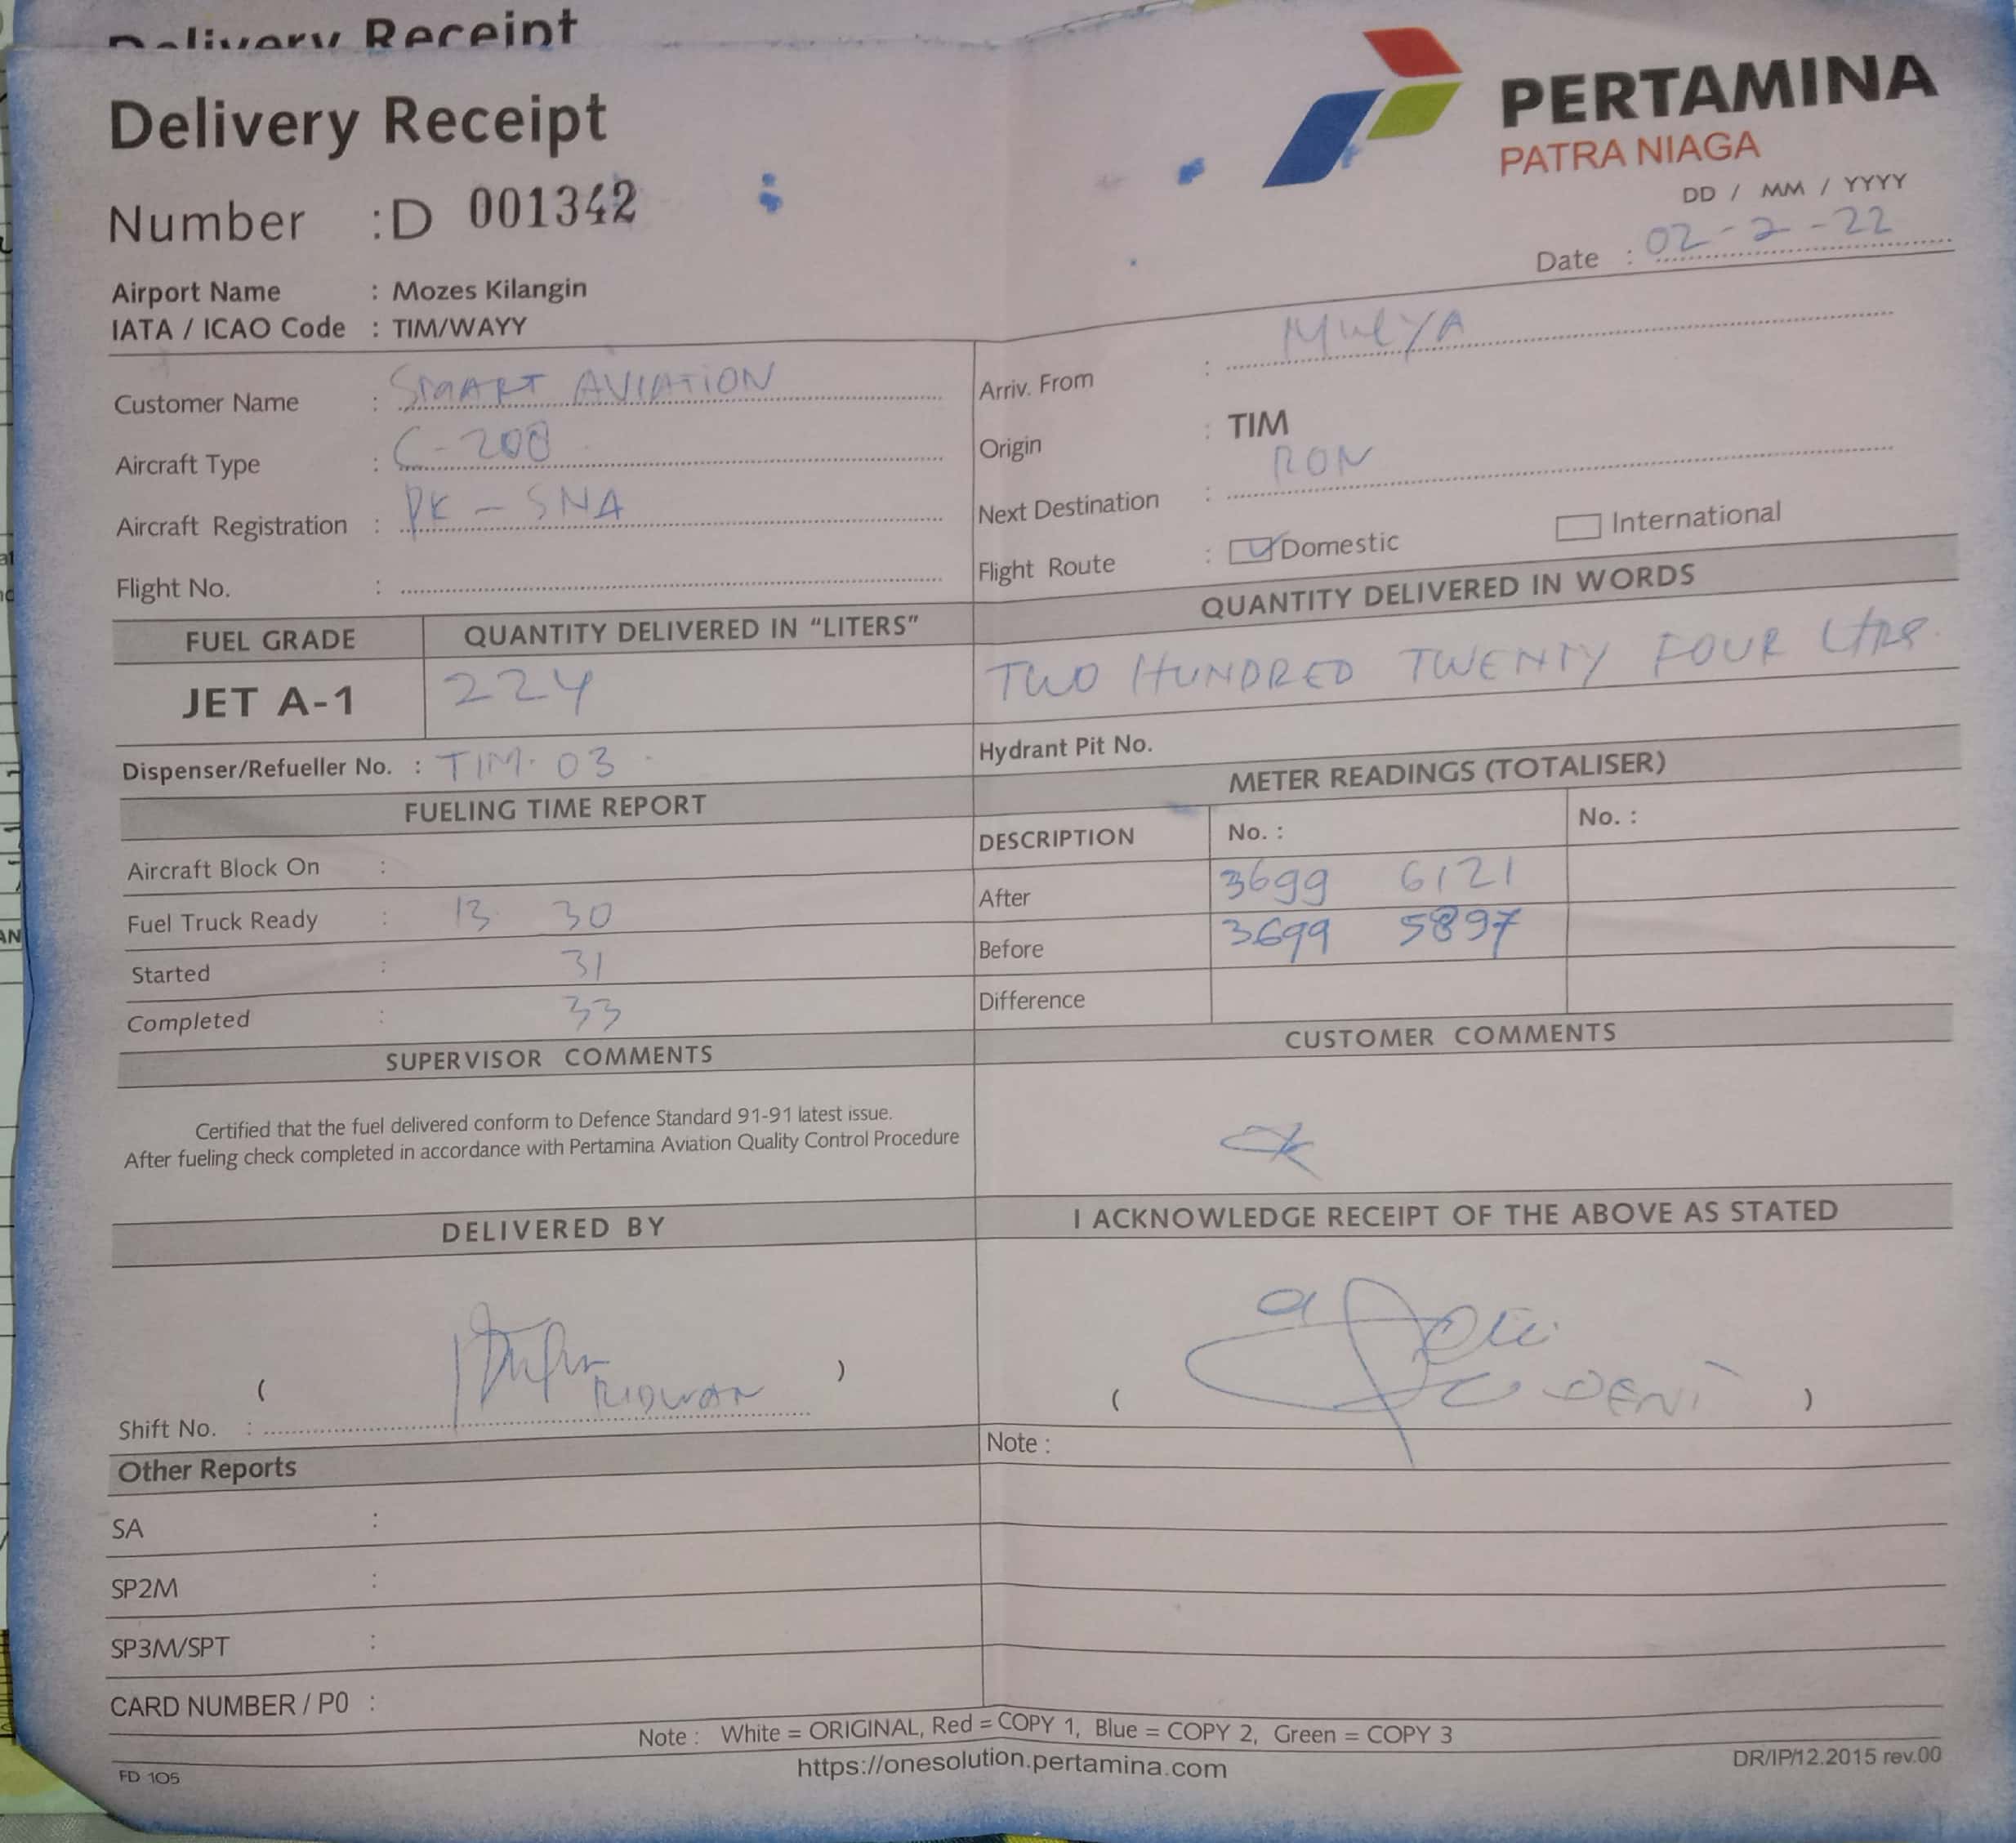 Delivery Receipt
Delivery Receipt
PERTAMINA
PATRA NIAGA
Number : D 001342
DD / MM / YYYY
Date : 02-2-22
Airport Name : Mozes Kilangin
IATA / ICAO Code : TIM/WAYY
Customer Name : SMART AVIATION
Arriv. From : MULYA
Aircraft Type : C-208
Origin : TIM
Aircraft Registration : PK-SNA
Next Destination : RON
Flight No. :
Flight Route : Domestic International
FUEL GRADE QUANTITY DELIVERED IN “LITERS” QUANTITY DELIVERED IN WORDS
JET A-1 224 TWO HUNDRED TWENTY FOUR LTRS
Dispenser/Refueller No. : TIM. 03
Hydrant Pit No.
FUELING TIME REPORT METER READINGS (TOTALISER)
DESCRIPTION No. : No. :
Aircraft Block On :
After 3699 6121
Fuel Truck Ready : 13 30
Before 3699 5897
Started : 31
Difference
Completed : 33
SUPERVISOR COMMENTS CUSTOMER COMMENTS
Certified that the fuel delivered conform to Defence Standard 91-91 latest issue.
After fueling check completed in accordance with Pertamina Aviation Quality Control Procedure
DELIVERED BY I ACKNOWLEDGE RECEIPT OF THE ABOVE AS STATED
( RIDWAN ) ( DENI )
Shift No. :
Note :
Other Reports
SA :
SP2M :
SP3M/SPT :
CARD NUMBER / P0 :
Note : White = ORIGINAL, Red = COPY 1, Blue = COPY 2, Green = COPY 3
https://onesolution.pertamina.com
FD 105
DR/IP/12.2015 rev.00